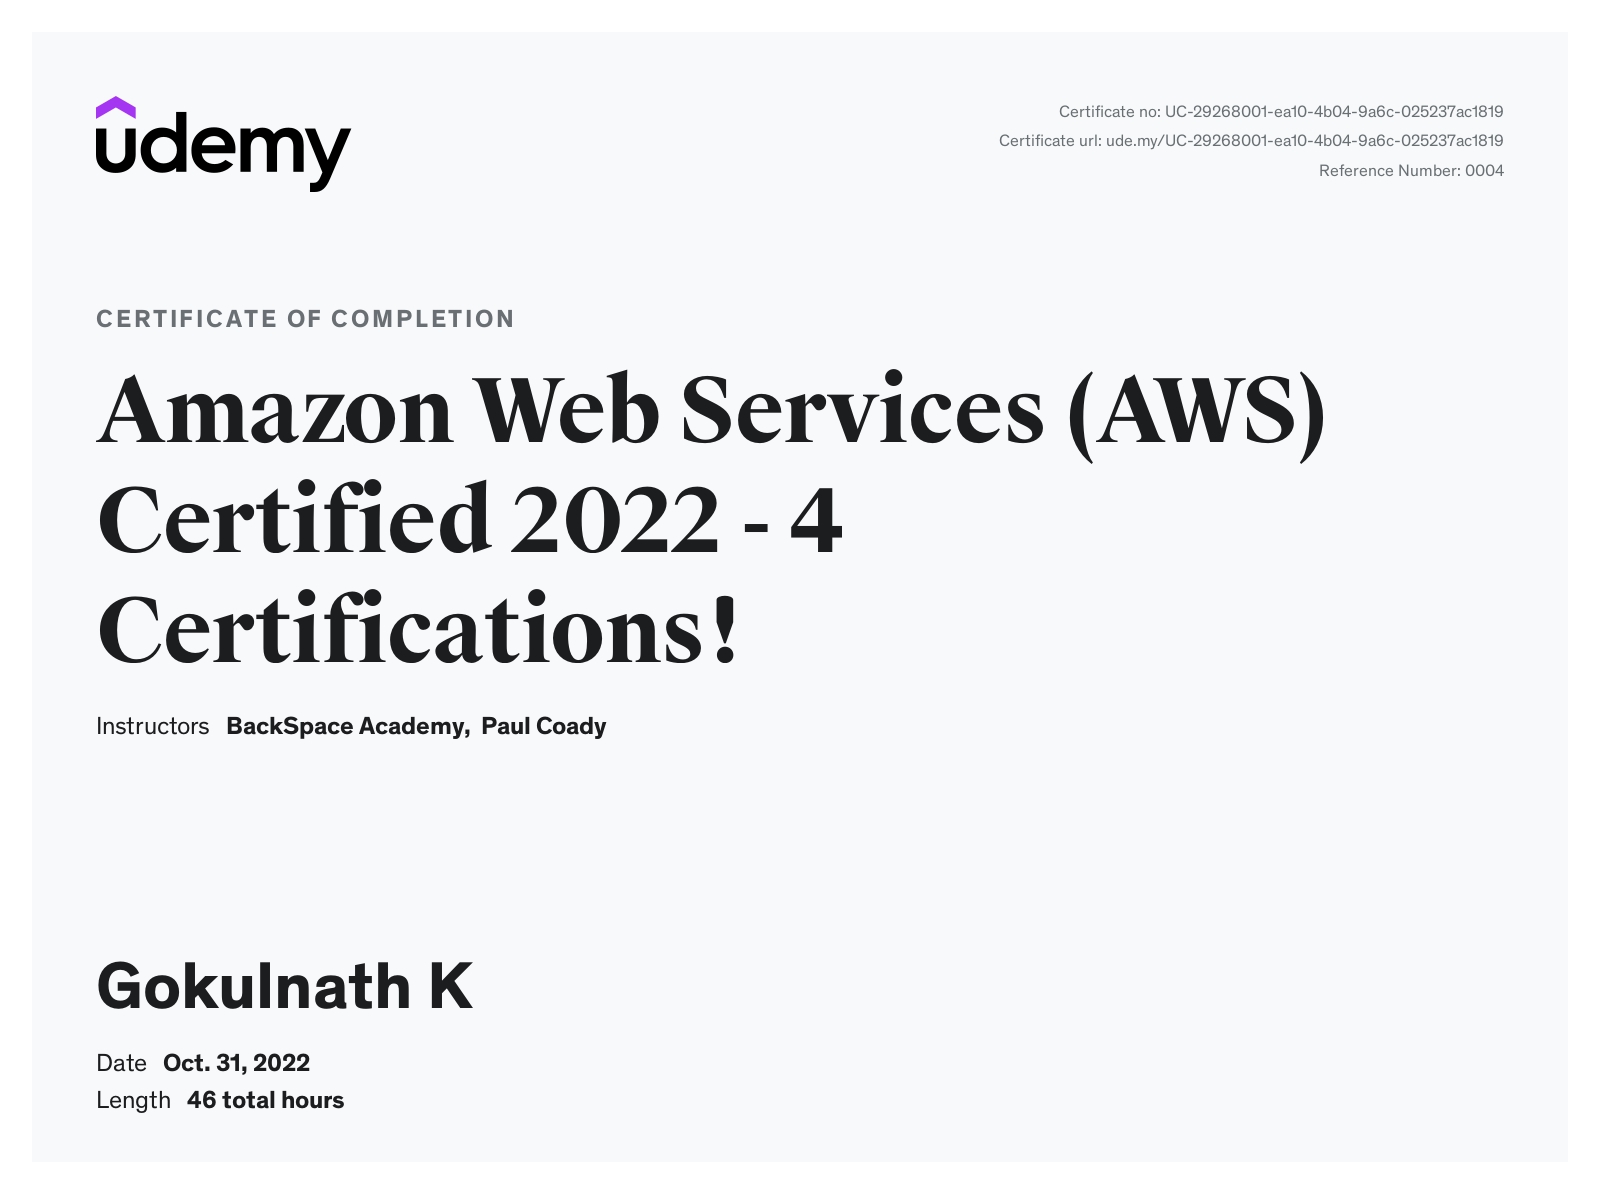 udemy
Certificate no: UC-29268001-ea10-4b04-9a6c-025237ac1819
Certificate url: ude.my/UC-29268001-ea10-4b04-9a6c-025237ac1819
Reference Number: 0004
CERTIFICATE OF COMPLETION
Amazon Web Services (AWS)
Certified 2022 - 4
Certifications!
Instructors BackSpace Academy, Paul Coady
Gokulnath K
Date Oct. 31, 2022
Length 46 total hours